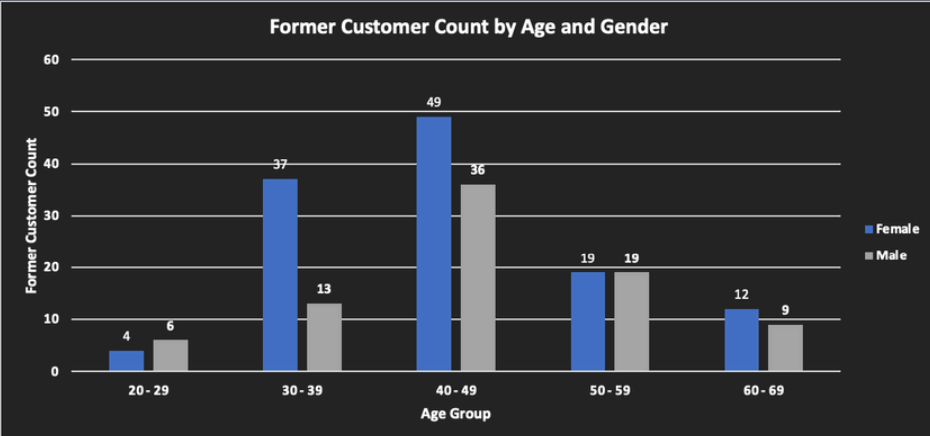 Former Customer Count by Age and Gender
60
50
40
30
20
10
0
Former Customer Count
4
6
37
13
49
36
19
19
12
9
20 - 29
30 - 39
40 - 49
50 - 59
60 - 69
Age Group
Female
Male